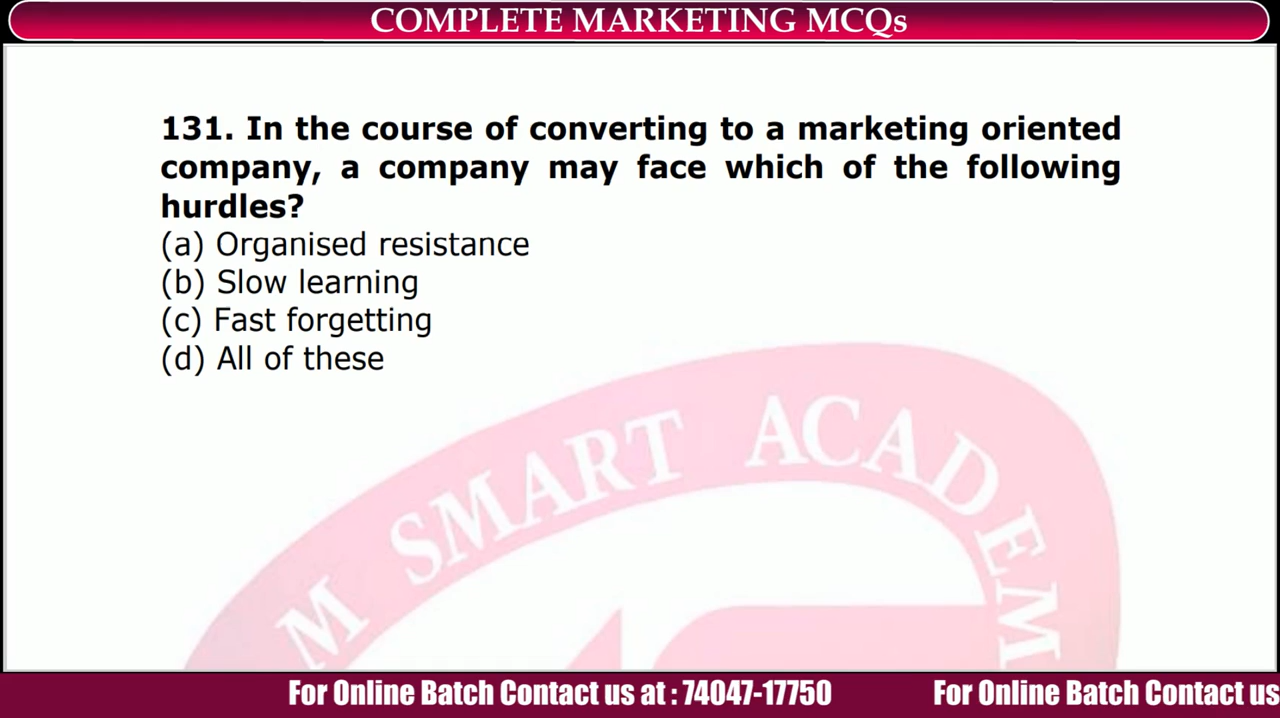 COMPLETE MARKETING MCQs
131. In the course of converting to a marketing oriented
company, a company may face which of the following
hurdles?
(a) Organised resistance
(b) Slow learning
(c) Fast forgetting
(d) All of these
M SMART ACADEM
For Online Batch Contact us at : 74047-17750 For Online Batch Contact us